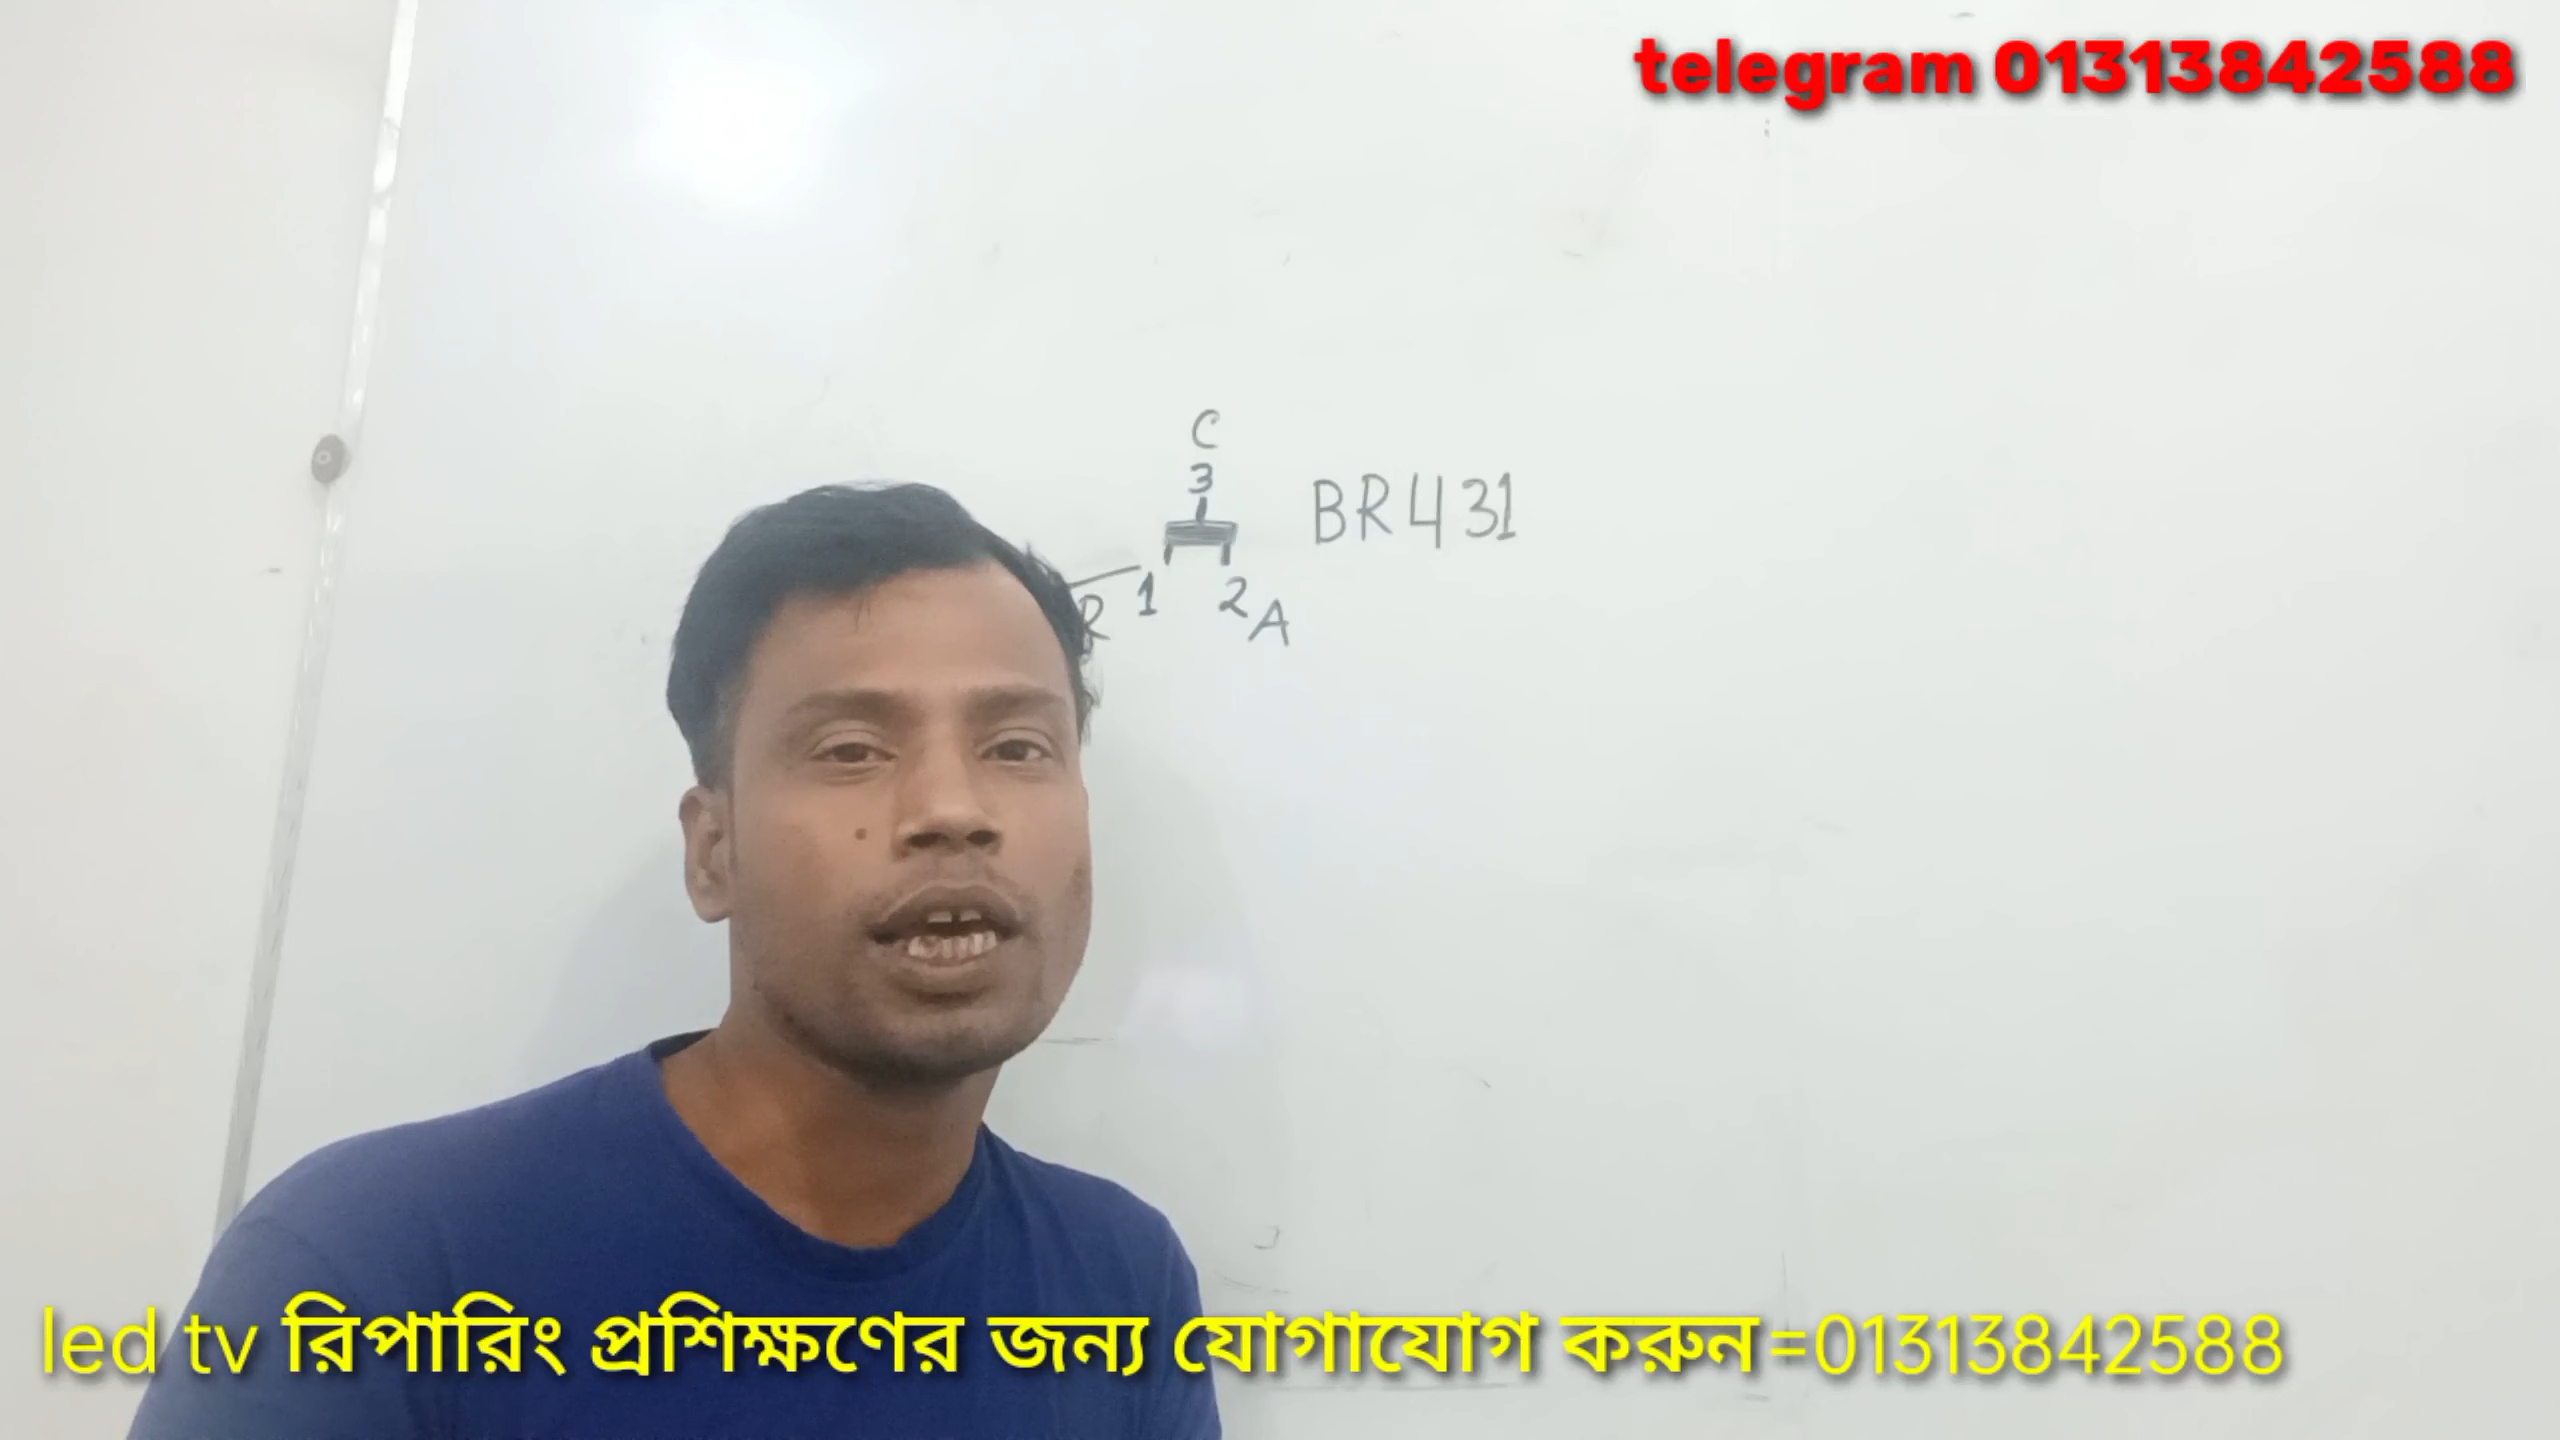 telegram 01313842588
C
3
BR431
R 1 2 A
led tv রিপারিং প্রশিক্ষণের জন্য যোগাযোগ করুন=01313842588